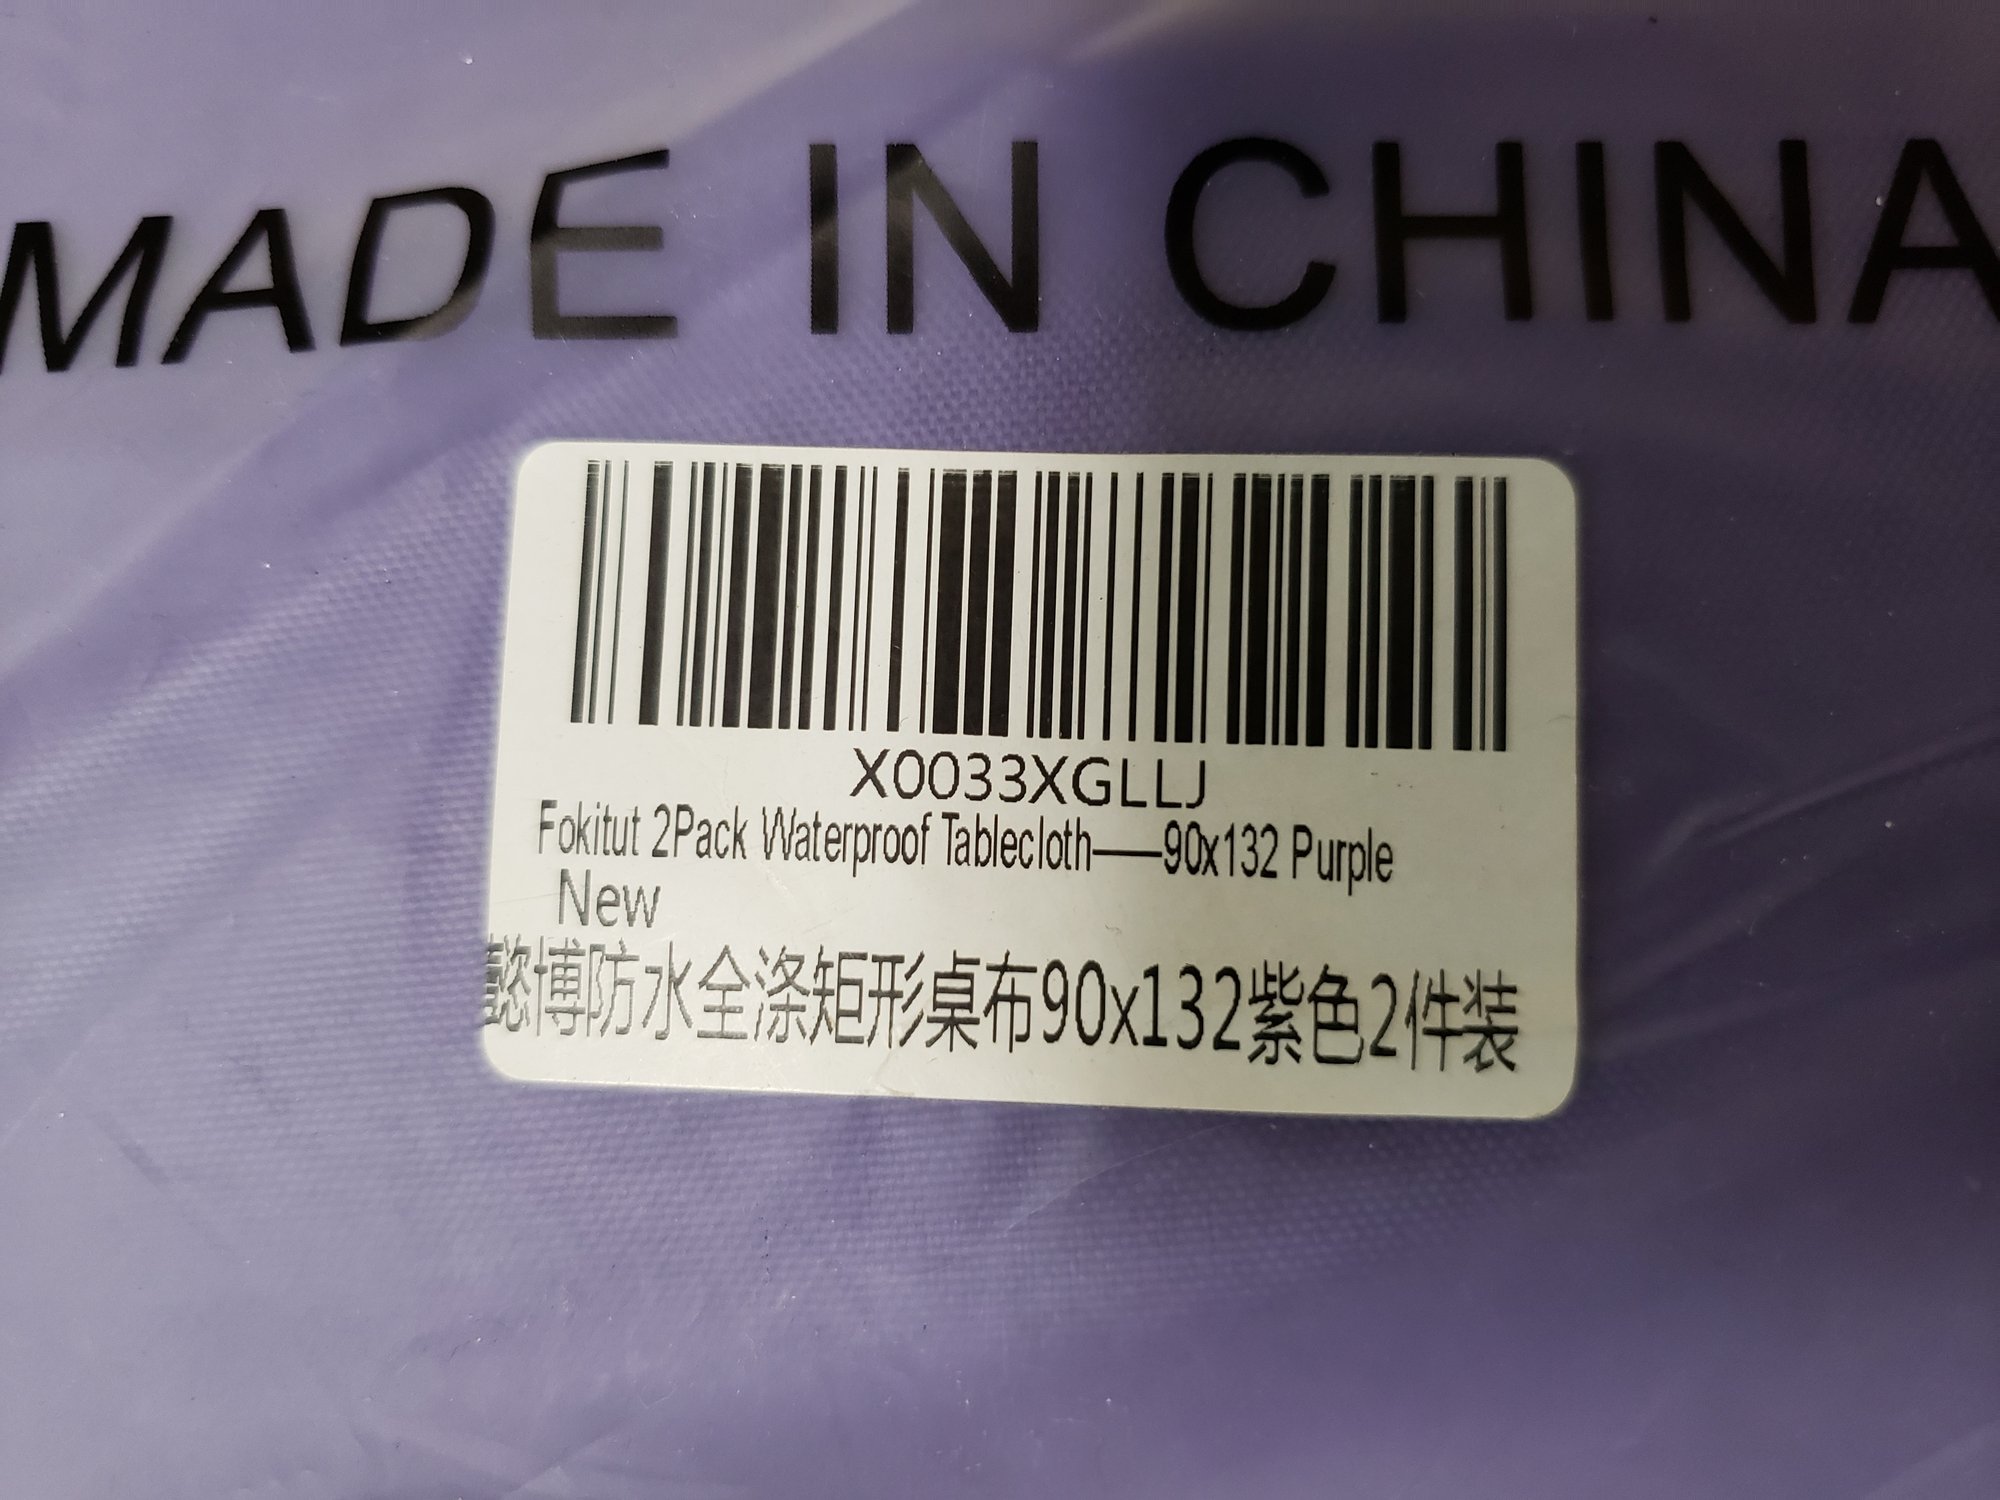 MADE IN CHINA
X0033XGLLJ
Fokitut 2Pack Waterproof Tablecloth——90x132 Purple
New
懿博防水全涤矩形桌布90x132紫色2件装